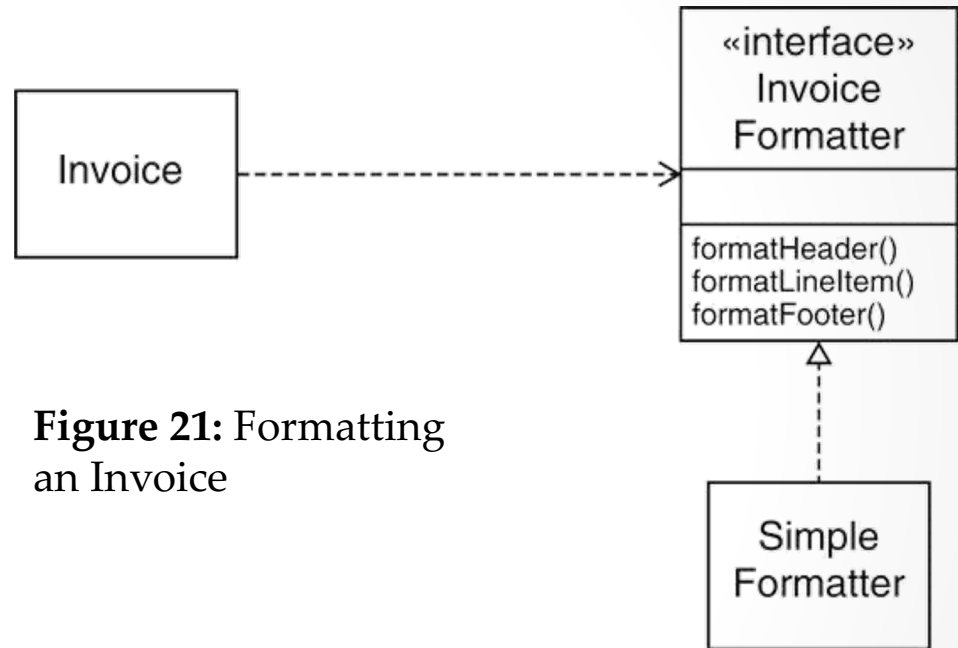 Invoice
«interface»
Invoice
Formatter
formatHeader()
formatLineItem()
formatFooter()
Figure 21: Formatting
an Invoice
Simple
Formatter